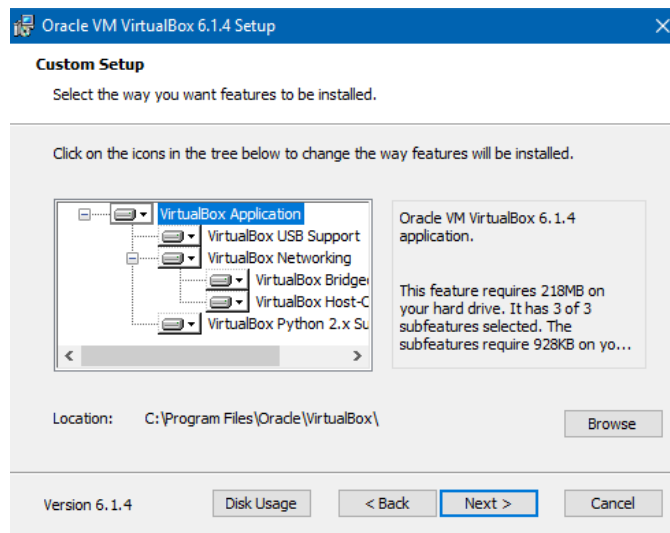 Oracle VM VirtualBox 6.1.4 Setup
Custom Setup
Select the way you want features to be installed.
Click on the icons in the tree below to change the way features will be installed.
VirtualBox Application
VirtualBox USB Support
VirtualBox Networking
VirtualBox Bridge
VirtualBox Host-C
VirtualBox Python 2.x Su
Oracle VM VirtualBox 6.1.4
application.
This feature requires 218MB on
your hard drive. It has 3 of 3
subfeatures selected. The
subfeatures require 928KB on yo...
Location: C:\Program Files\Oracle\VirtualBox\
Browse
Version 6.1.4
Disk Usage
< Back
Next >
Cancel